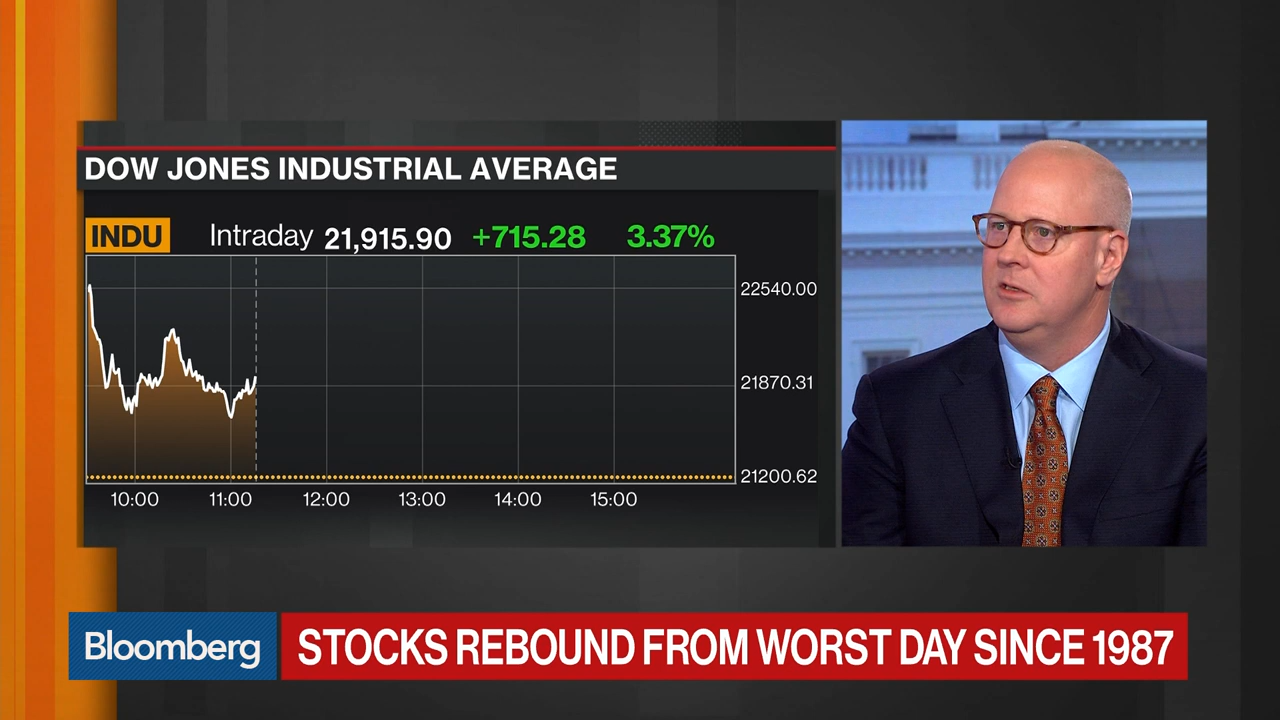 DOW JONES INDUSTRIAL AVERAGE
INDU Intraday 21,915.90 +715.28 3.37%
22540.00
21870.31
21200.62
10:00 11:00 12:00 13:00 14:00 15:00
Bloomberg STOCKS REBOUND FROM WORST DAY SINCE 1987